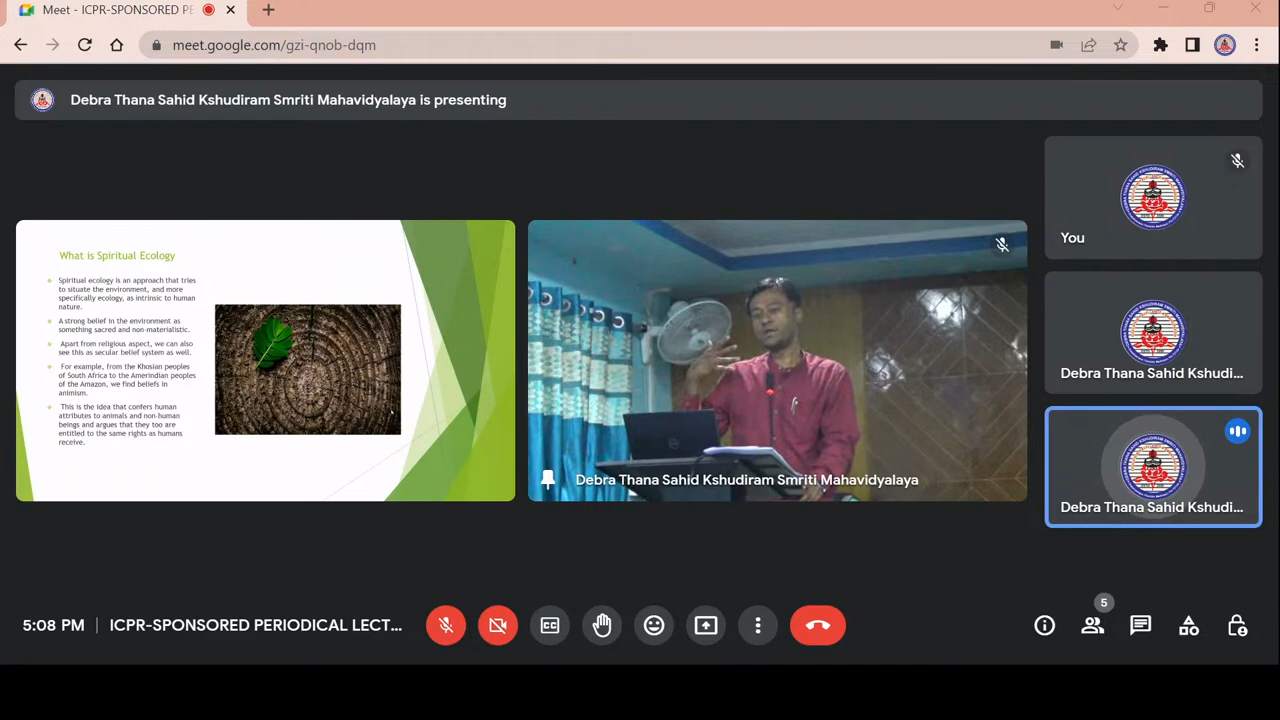 Meet - ICPR-SPONSORED PE
meet.google.com/gzi-qnob-dqm
Debra Thana Sahid Kshudiram Smriti Mahavidyalaya is presenting
What is Spiritual Ecology
Spiritual ecology is an approach that tries
to situate the environment, and more
specifically ecology, as intrinsic to human
nature.
A strong belief in the environment as
something sacred and non-materialistic.
Apart from religious aspect, we can also
see this as secular belief system as well.
For example, from the Khosian peoples
of South Africa to the Amerindian peoples
of the Amazon, we find beliefs in
animism.
This is the idea that confers human
attributes to animals and non-human
beings and argues that they too are
entitled to the same rights as humans
receive.
Debra Thana Sahid Kshudiram Smriti Mahavidyalaya
You
Debra Thana Sahid Kshudi...
Debra Thana Sahid Kshudi...
5:08 PM | ICPR-SPONSORED PERIODICAL LECT...
5